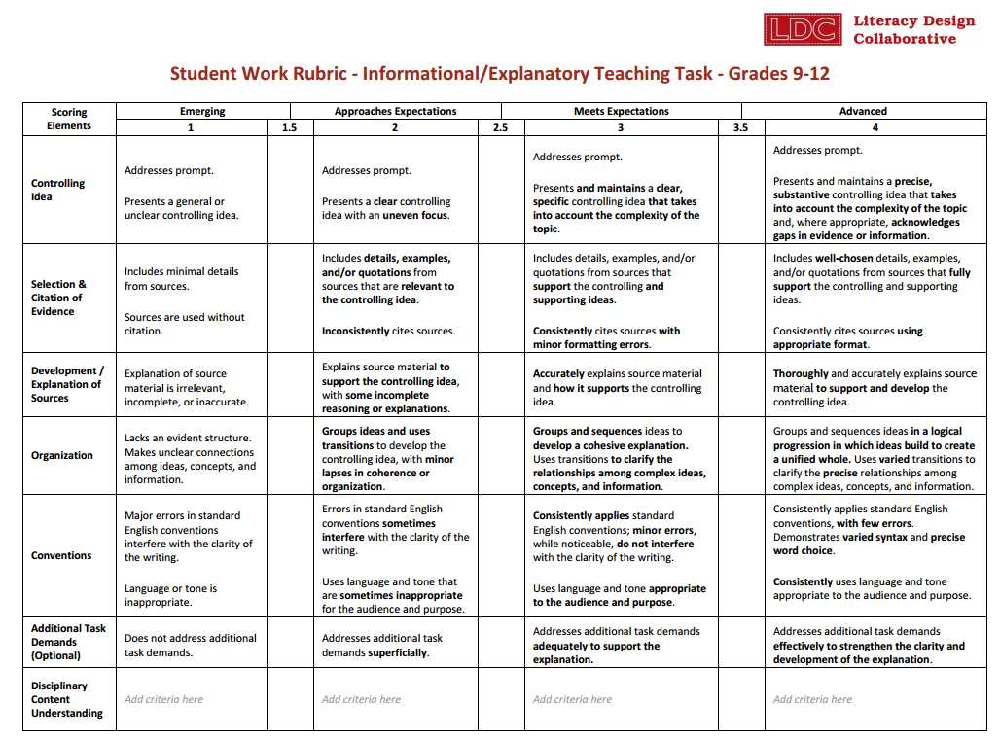 LDC
Literacy Design
Collaborative
Student Work Rubric - Informational/Explanatory Teaching Task - Grades 9-12
Scoring
Elements
Emerging
Approaches Expectations
Meets Expectations
Advanced
1
1.5
2
2.5
3
3.5
4
Controlling
Idea
Addresses prompt.
Presents a general or
unclear controlling idea.
Addresses prompt.
Presents a clear controlling
idea with an uneven focus.
Addresses prompt.
Presents and maintains a clear,
specific controlling idea that takes
into account the complexity of the
topic.
Addresses prompt.
Presents and maintains a precise,
substantive controlling idea that takes
into account the complexity of the topic
and, where appropriate, acknowledges
gaps in evidence or information.
Selection &
Citation of
Evidence
Includes minimal details
from sources.
Sources are used without
citation.
Includes details, examples,
and/or quotations from
sources that are relevant to
the controlling idea.
Inconsistently cites sources.
Includes details, examples, and/or
quotations from sources that
support the controlling and
supporting ideas.
Consistently cites sources with
minor formatting errors.
Includes well-chosen details, examples,
and/or quotations from sources that fully
support the controlling and supporting
ideas.
Consistently cites sources using
appropriate format.
Development /
Explanation of
Sources
Explanation of source
material is irrelevant,
incomplete, or inaccurate.
Explains source material to
support the controlling idea,
with some incomplete
reasoning or explanations.
Accurately explains source material
and how it supports the controlling
idea.
Thoroughly and accurately explains source
material to support and develop the
controlling idea.
Organization
Lacks an evident structure.
Makes unclear connections
among ideas, concepts, and
information.
Groups ideas and uses
transitions to develop the
controlling idea, with minor
lapses in coherence or
organization.
Groups and sequences ideas to
develop a cohesive explanation.
Uses transitions to clarify the
relationships among complex ideas,
concepts, and information.
Groups and sequences ideas in a logical
progression in which ideas build to create
a unified whole. Uses varied transitions to
clarify the precise relationships among
complex ideas, concepts, and information.
Conventions
Major errors in standard
English conventions
interfere with the clarity of
the writing.
Language or tone is
inappropriate.
Errors in standard English
conventions sometimes
interfere with the clarity of the
writing.
Uses language and tone that
are sometimes inappropriate
for the audience and purpose.
Consistently applies standard
English conventions; minor errors,
while noticeable, do not interfere
with the clarity of the writing.
Uses language and tone appropriate
to the audience and purpose.
Consistently applies standard English
conventions, with few errors.
Demonstrates varied syntax and precise
word choice.
Consistently uses language and tone
appropriate to the audience and purpose.
Additional Task
Demands
(Optional)
Does not address additional
task demands.
Addresses additional task
demands superficially.
Addresses additional task demands
adequately to support the
explanation.
Addresses additional task demands
effectively to strengthen the clarity and
development of the explanation.
Disciplinary
Content
Understanding
Add criteria here
Add criteria here
Add criteria here
Add criteria here